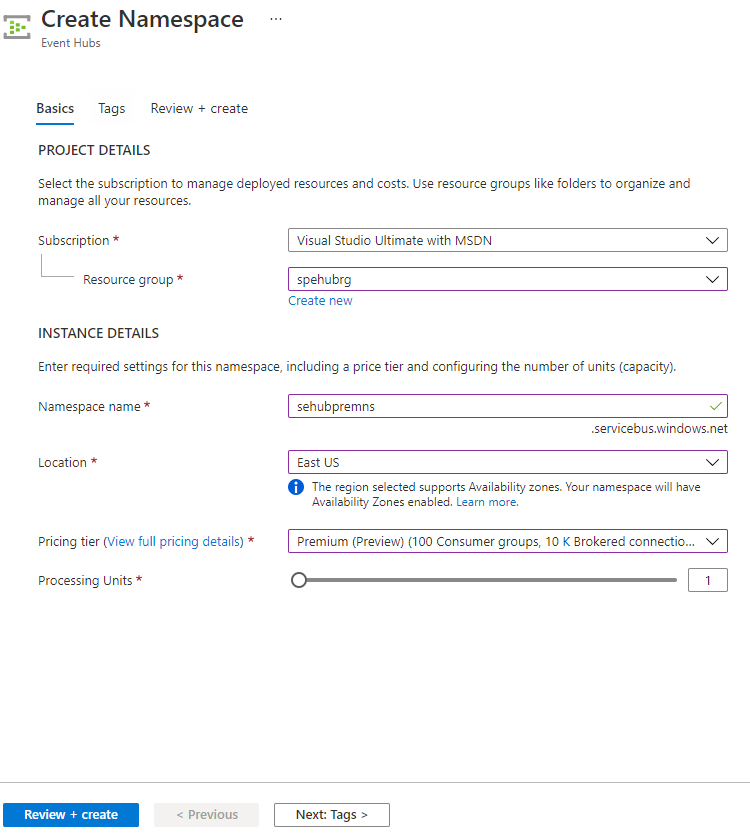 Create Namespace ...
Event Hubs
Basics Tags Review + create
PROJECT DETAILS
Select the subscription to manage deployed resources and costs. Use resource groups like folders to organize and
manage all your resources.
Subscription * Visual Studio Ultimate with MSDN
Resource group * spehubrg
Create new
INSTANCE DETAILS
Enter required settings for this namespace, including a price tier and configuring the number of units (capacity).
Namespace name * sehubpremns
.servicebus.windows.net
Location * East US
The region selected supports Availability zones. Your namespace will have
Availability Zones enabled. Learn more.
Pricing tier (View full pricing details) * Premium (Preview) (100 Consumer groups, 10 K Brokered connectio...
Processing Units * 1
Review + create < Previous Next: Tags >